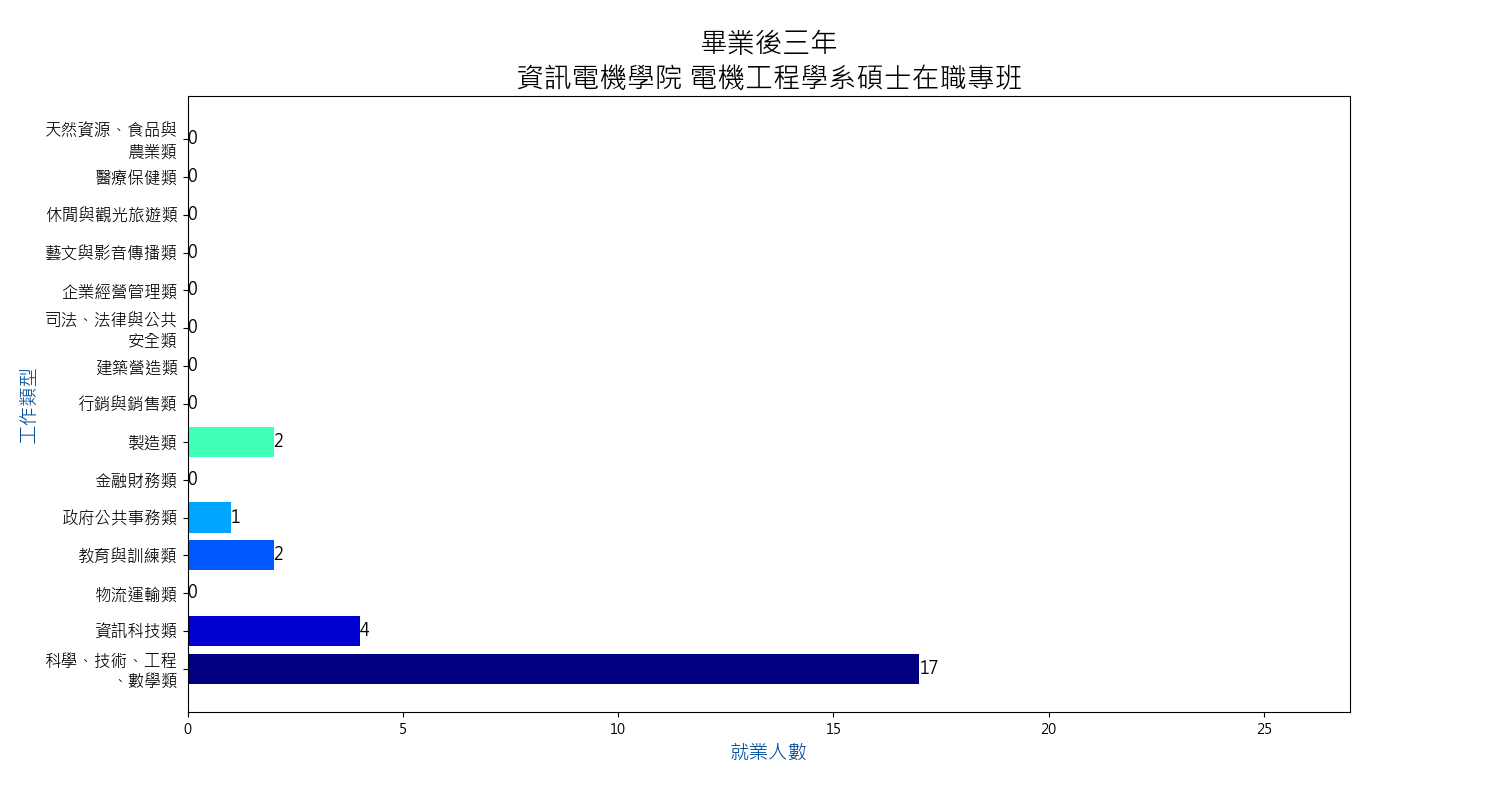 畢業後三年
資訊電機學院 電機工程學系碩士在職專班
天然資源、食品與
農業類
0
醫療保健類
0
休閒與觀光旅遊類
0
藝文與影音傳播類
0
企業經營管理類
0
司法、法律與公共
安全類
0
建築營造類
0
行銷與銷售類
0
製造類
2
金融財務類
0
政府公共事務類
1
教育與訓練類
2
物流運輸類
0
資訊科技類
4
科學、技術、工程
、數學類
17
工作類型
0
5
10
15
20
25
就業人數